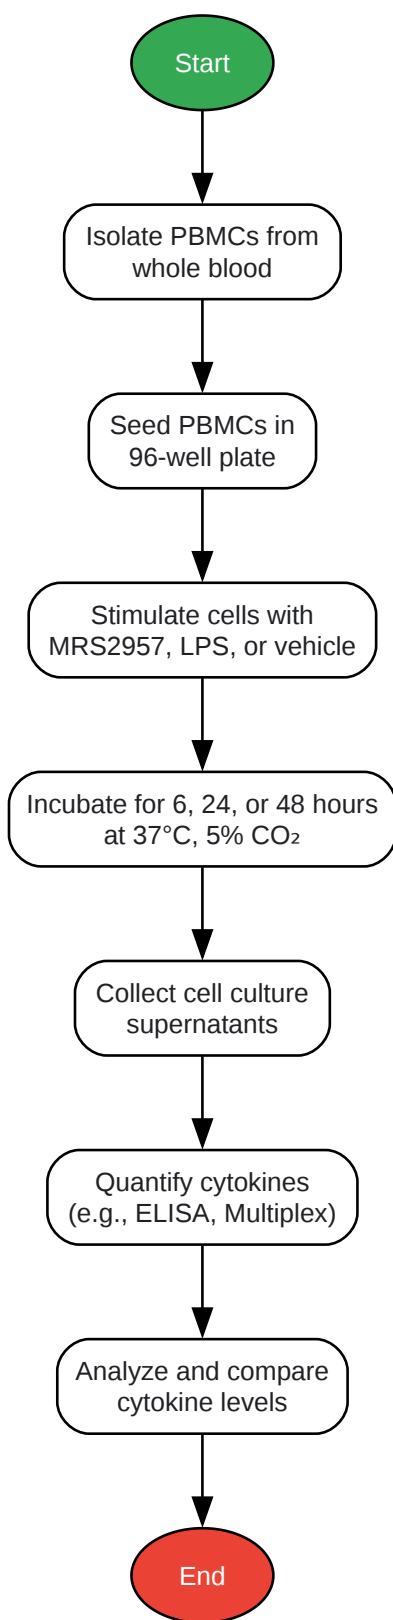 Start
Isolate PBMCs from
whole blood
Seed PBMCs in
96-well plate
Stimulate cells with
MRS2957, LPS, or vehicle
Incubate for 6, 24, or 48 hours
at 37°C, 5% CO₂
Collect cell culture
supernatants
Quantify cytokines
(e.g., ELISA, Multiplex)
Analyze and compare
cytokine levels
End